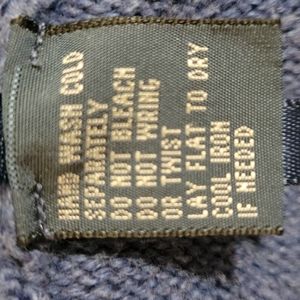 HAND WASH COLD
SEPARATELY
DO NOT BLEACH
DO NOT WRING
OR TWIST
LAY FLAT TO DRY
COOL IRON
IF NEEDED